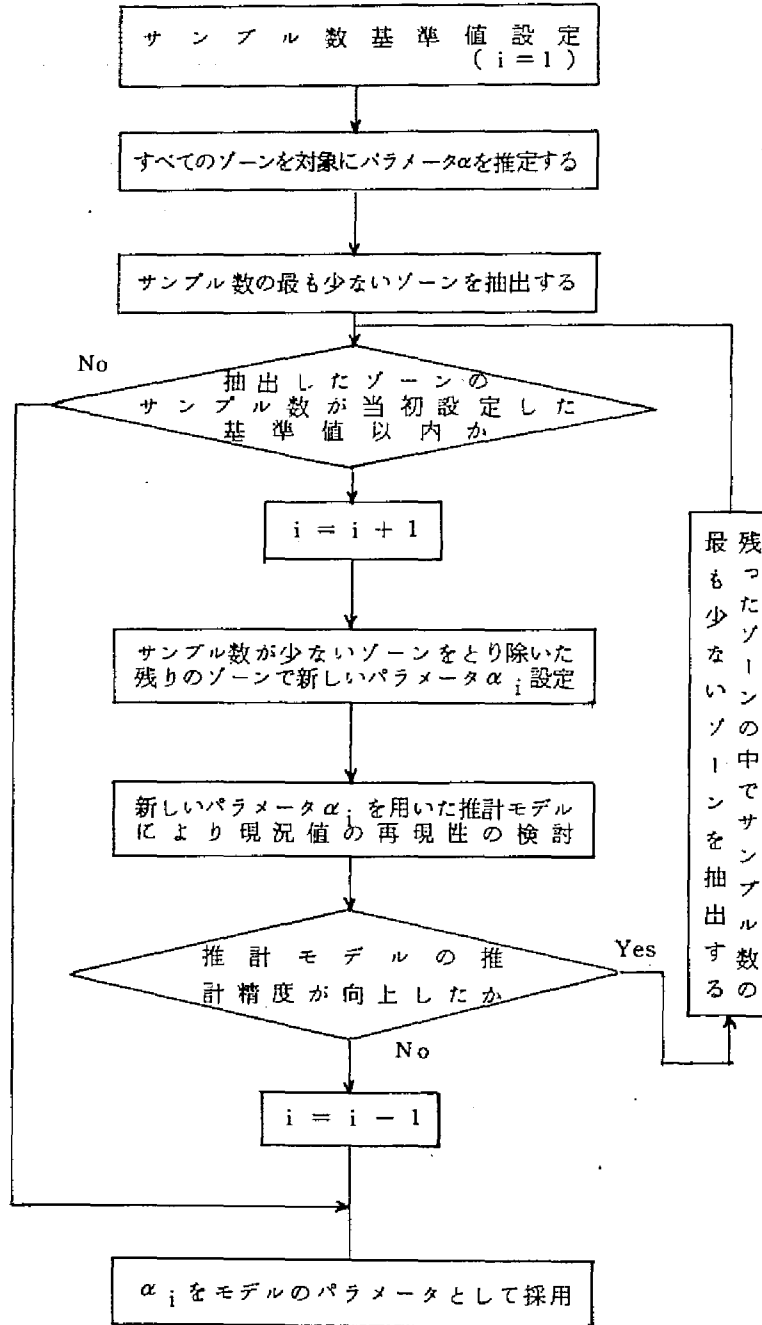 サンプル数基準値設定
(i=1)
すべてのゾーンを対象にパラメータαを推定する
サンプル数の最も少ないゾーンを抽出する
No
抽出したゾーンの
サンプル数が当初設定した
基準値以内か
i = i + 1
サンプル数が少ないゾーンをとり除いた
残りのゾーンで新しいパラメータαi設定
新しいパラメータαiを用いた推計モデル
により現況値の再現性の検討
推計モデルの推
計精度が向上したか
Yes
No
残ったゾーンの中でサンプル数の
最も少ないゾーンを抽出する
i = i - 1
αiをモデルのパラメータとして採用